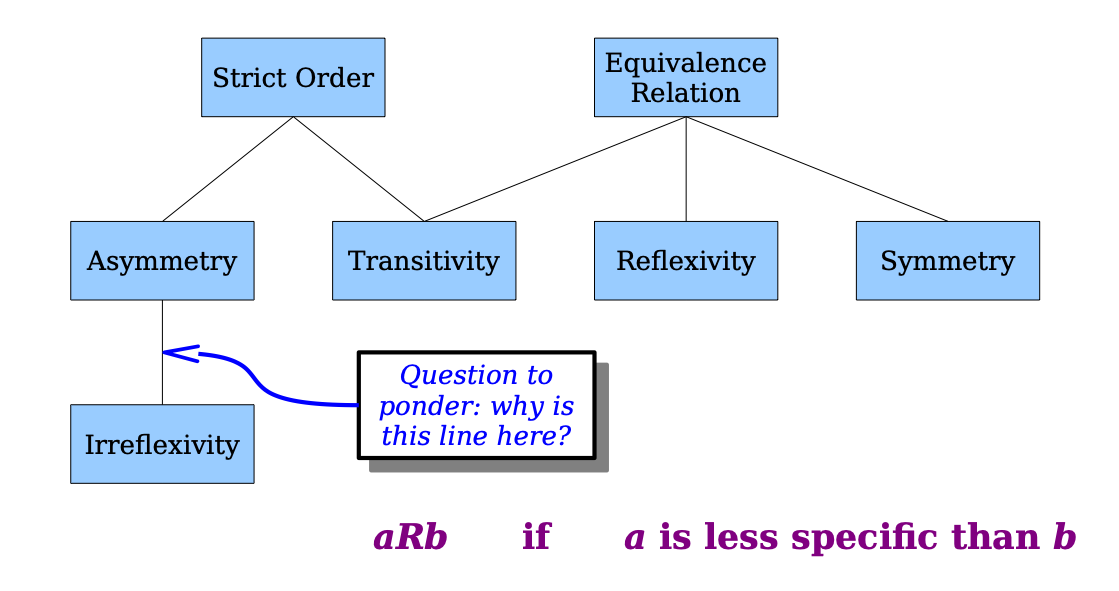 Strict Order
Equivalence
Relation
Asymmetry
Transitivity
Reflexivity
Symmetry
Question to
ponder: why is
this line here?
Irreflexivity
aRb if a is less specific than b